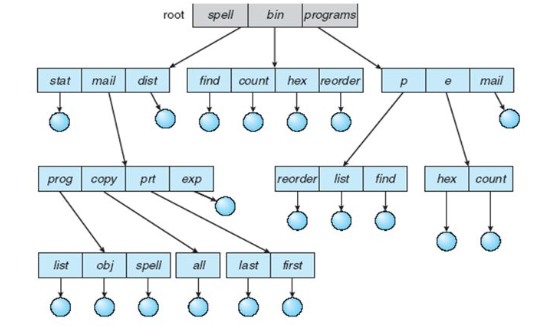 root spell bin programs
stat mail dist find count hex reorder p e mail
prog copy prt exp reorder list find hex count
list obj spell all last first